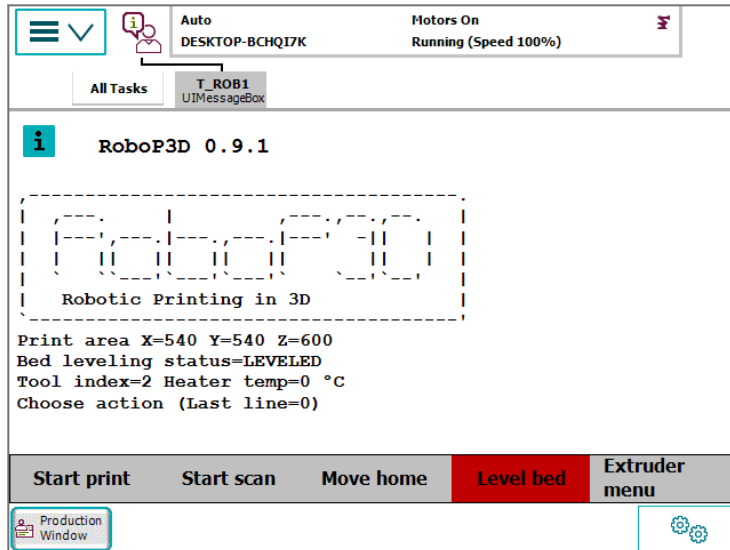 Auto
DESKTOP-BCHQI7K
Motors On
Running (Speed 100%)
All Tasks
T_ROB1
UIMessageBox
RoboP3D 0.9.1
Robotic Printing in 3D
Print area X=540 Y=540 Z=600
Bed leveling status=LEVELED
Tool index=2 Heater temp=0 °C
Choose action (Last line=0)
Start print
Start scan
Move home
Level bed
Extruder
menu
Production
Window